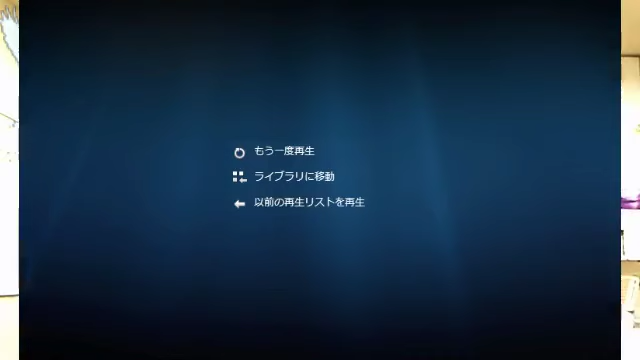 もう一度再生
ライブラリに移動
以前の再生リストを再生